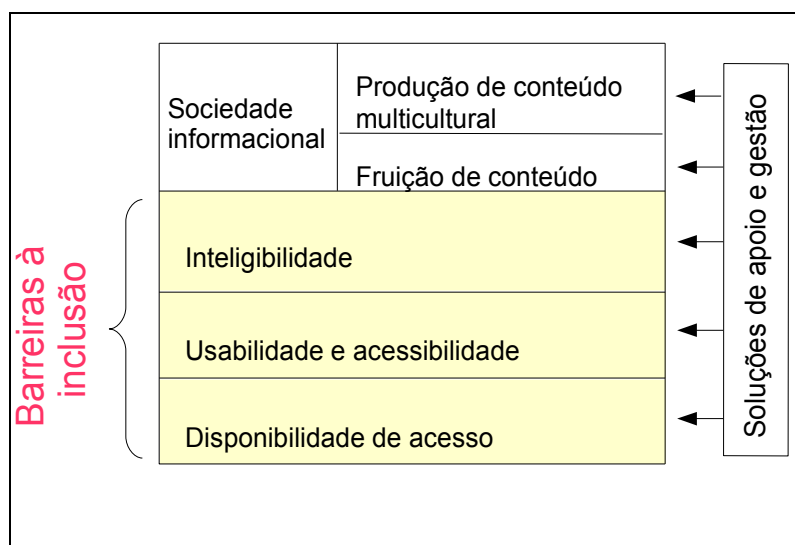 Sociedade
informacional
Produção de conteúdo
multicultural
Fruição de conteúdo
Barreiras à
inclusão
Inteligibilidade
Usabilidade e acessibilidade
Disponibilidade de acesso
Soluções de apoio e gestão